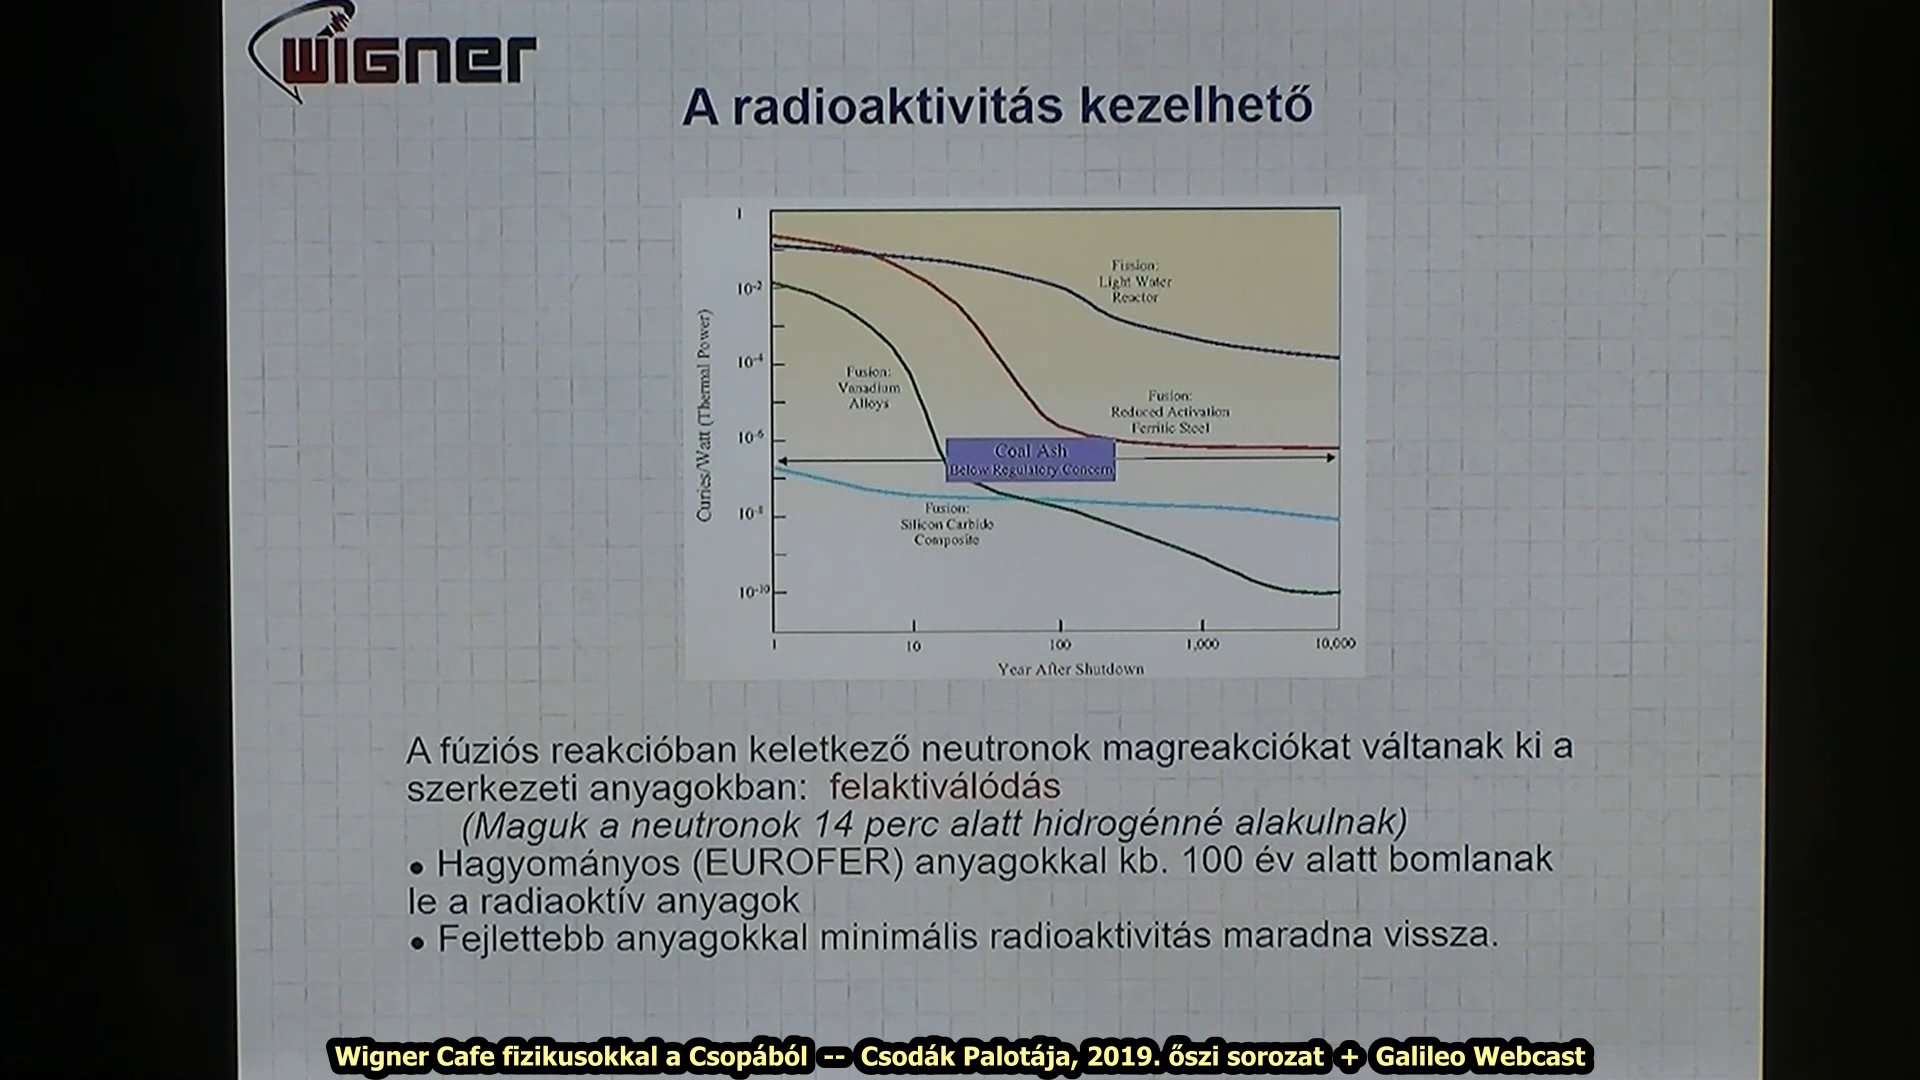 wigner
A radioaktivitás kezelhető
1
10-2
10-4
10-6
10-8
10-10
Curies/Watt (Thermal Power)
Fission:
Light Water
Reactor
Fusion:
Vanadium
Alloys
Fusion:
Reduced Activation
Ferritic Steel
Coal Ash
Below Regulatory Concern
Fusion:
Silicon Carbide
Composite
1 10 100 1,000 10,000
Year After Shutdown
A fúziós reakcióban keletkező neutronok magreakciókat váltanak ki a
szerkezeti anyagokban: felaktiválódás
(Maguk a neutronok 14 perc alatt hidrogénné alakulnak)
• Hagyományos (EUROFER) anyagokkal kb. 100 év alatt bomlanak
le a radiaoktív anyagok
• Fejlettebb anyagokkal minimális radioaktivitás maradna vissza.
Wigner Cafe fizikusokkal a Csopából -- Csodák Palotája, 2019. őszi sorozat + Galileo Webcast